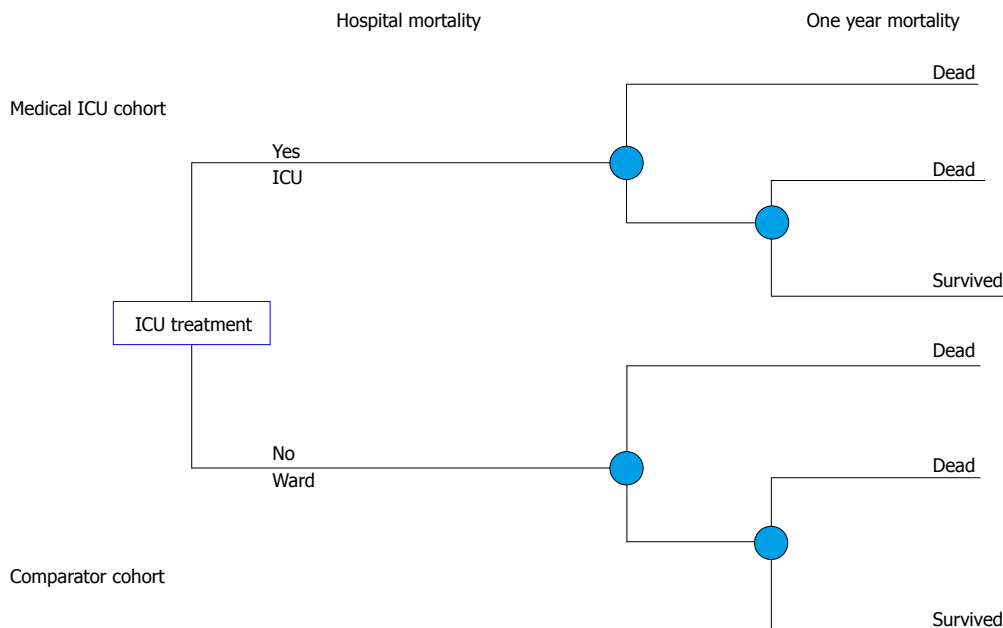 Hospital mortality
One year mortality
Dead
Medical ICU cohort
Yes
ICU
Dead
Survived
ICU treatment
Dead
No
Ward
Dead
Comparator cohort
Survived